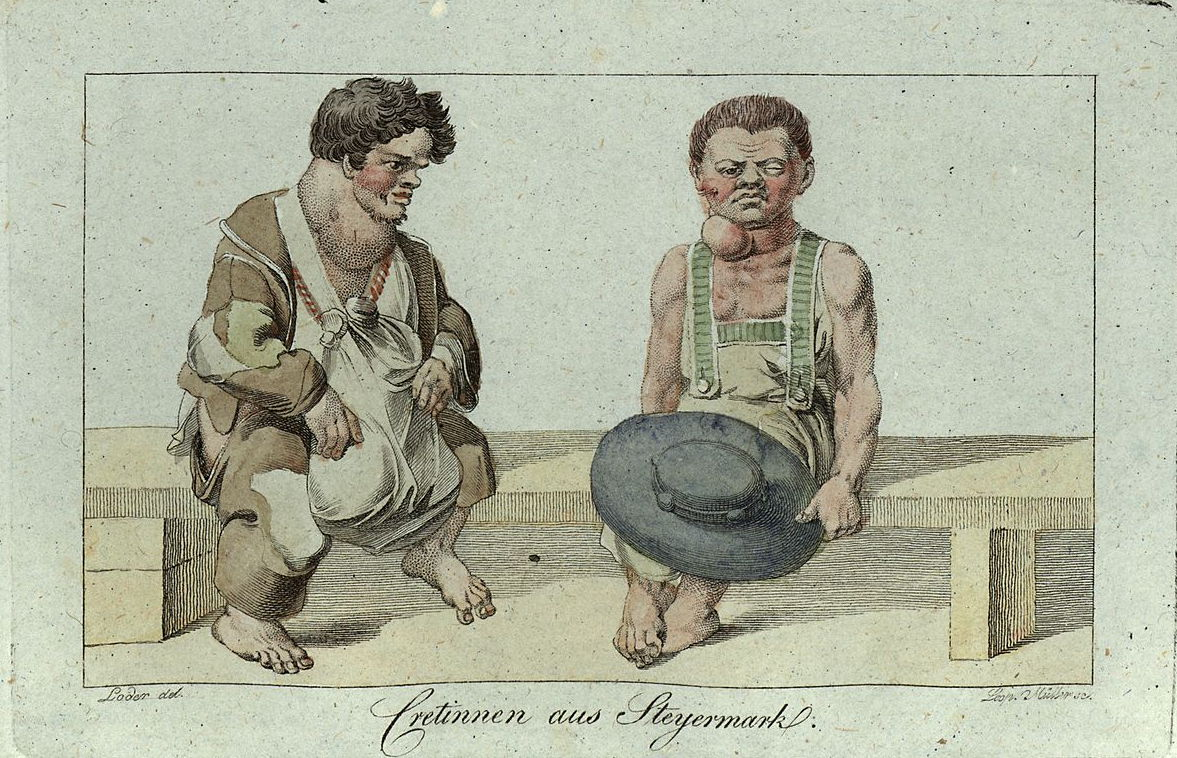 Loder del.
Leop. Müller sc.
Cretinnen aus Steyermark.